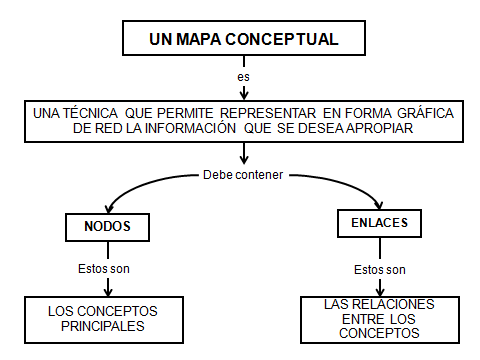 UN MAPA CONCEPTUAL
es
UNA TÉCNICA QUE PERMITE REPRESENTAR EN FORMA GRÁFICA
DE RED LA INFORMACIÓN QUE SE DESEA APROPIAR
Debe contener
NODOS
ENLACES
Estos son
Estos son
LOS CONCEPTOS
PRINCIPALES
LAS RELACIONES
ENTRE LOS
CONCEPTOS